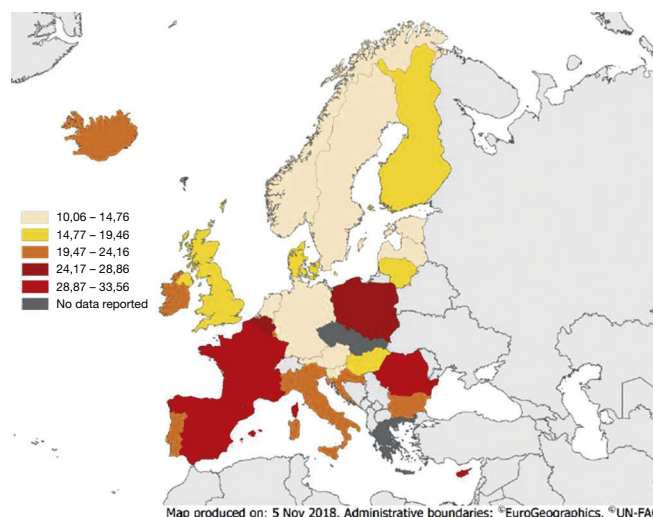 10,06 – 14,76
14,77 – 19,46
19,47 – 24,16
24,17 – 28,86
28,87 – 33,56
No data reported
Map produced on: 5 Nov 2018. Administrative boundaries: ©EuroGeographics, ©UN-FAO